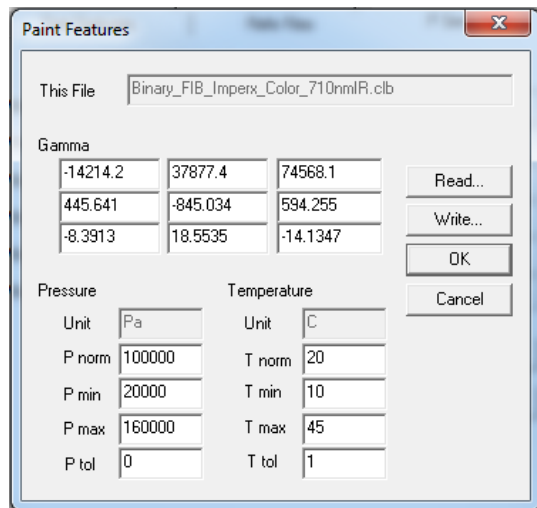 Paint Features
This File Binary_FIB_Imperx_Color_710nmIR.clb
Gamma
-14214.2 37877.4 74568.1
445.641 -845.034 594.255
-8.3913 18.5535 -14.1347
Read...
Write...
OK
Cancel
Pressure
Unit Pa
P norm 100000
P min 20000
P max 160000
P tol 0
Temperature
Unit C
T norm 20
T min 10
T max 45
T tol 1